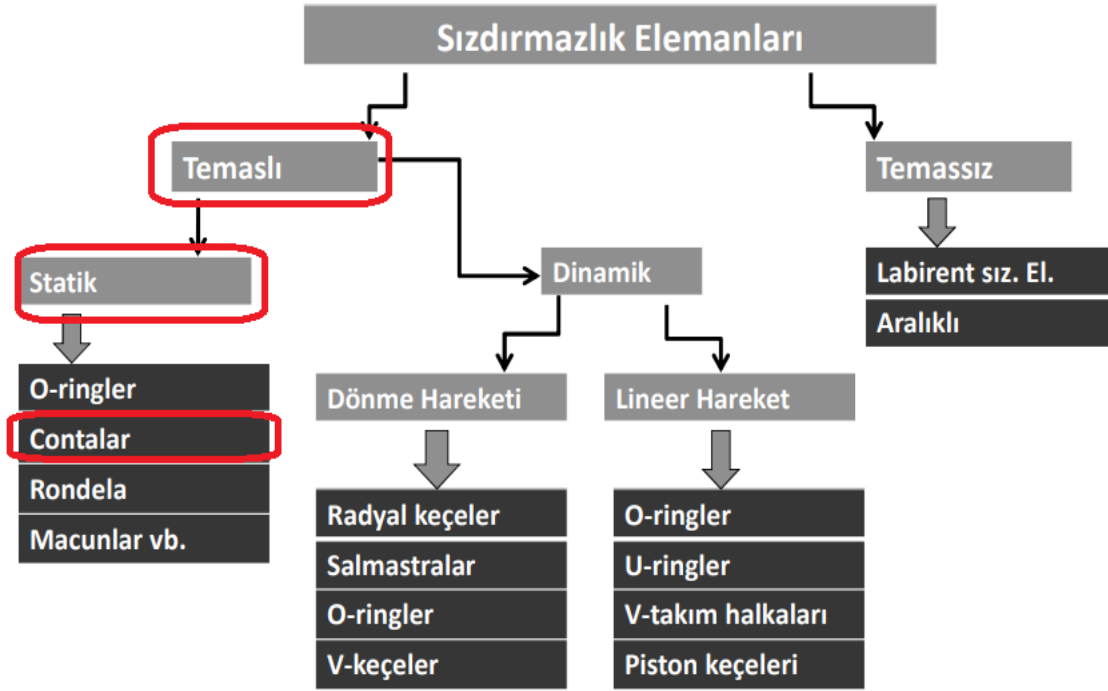 Sızdırmazlık Elemanları
Temaslı
Temassız
Statik
Dinamik
Labirent sız. El.
Aralıklı
O-ringler
Contalar
Rondela
Macunlar vb.
Dönme Hareketi
Lineer Hareket
Radyal keçeler
Salmastralar
O-ringler
V-keçeler
O-ringler
U-ringler
V-takım halkaları
Piston keçeleri